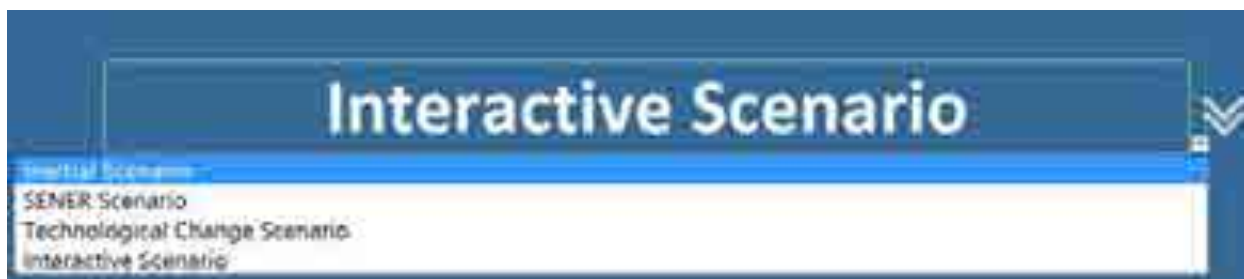 Interactive Scenario
Inertial Scenario
SENER Scenario
Technological Change Scenario
Interactive Scenario